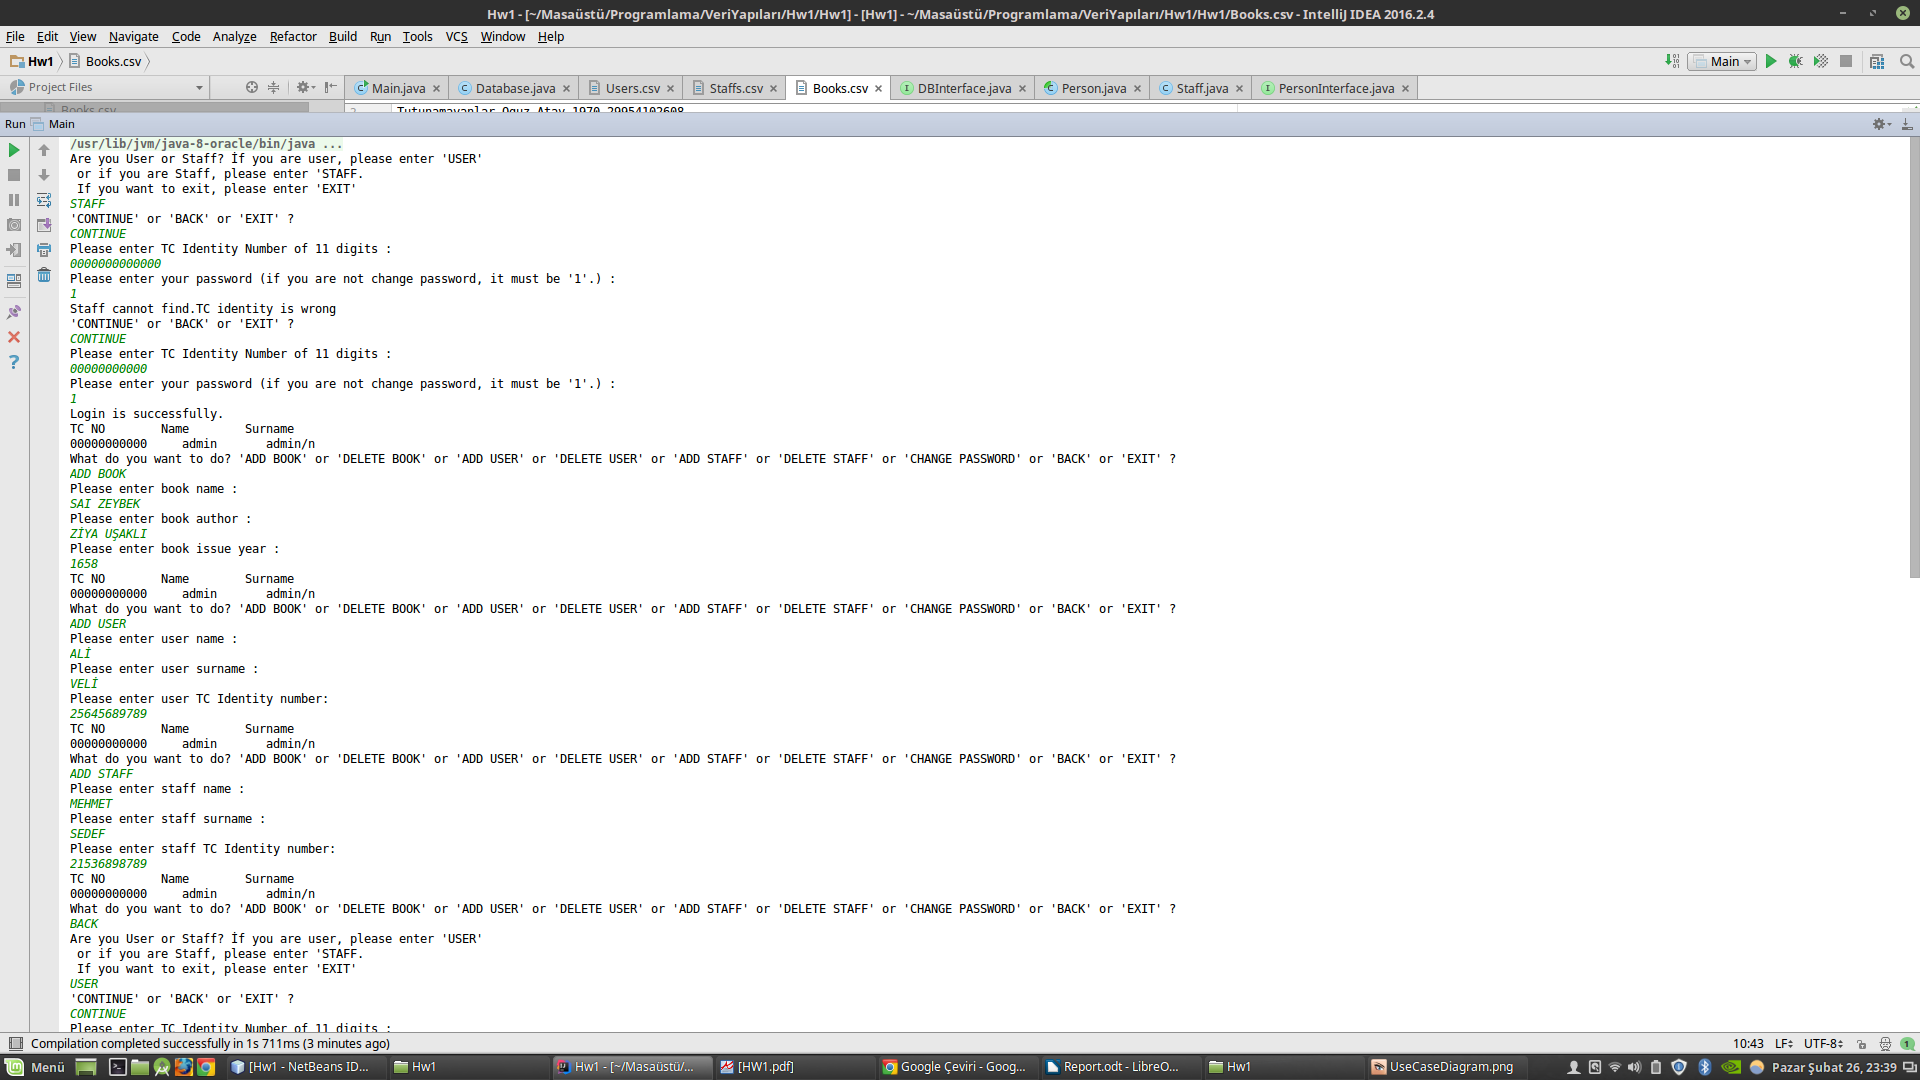 Hw1 - [~/Masaüstü/Programlama/VeriYapıları/Hw1/Hw1] - [Hw1] - ~/Masaüstü/Programlama/VeriYapıları/Hw1/Hw1/Books.csv - IntelliJ IDEA 2016.2.4
File Edit View Navigate Code Analyze Refactor Build Run Tools VCS Window Help
Hw1 Books.csv Main
Project Files Main.java Database.java Users.csv Staffs.csv Books.csv DBInterface.java Person.java Staff.java PersonInterface.java
Books.csv Tutunamayanlar,Oguz Atay,1970,29954102608
Run Main
/usr/lib/jvm/java-8-oracle/bin/java ...
Are you User or Staff? İf you are user, please enter 'USER'
or if you are Staff, please enter 'STAFF.
If you want to exit, please enter 'EXIT'
STAFF
'CONTINUE' or 'BACK' or 'EXIT' ?
CONTINUE
Please enter TC Identity Number of 11 digits :
0000000000000
Please enter your password (if you are not change password, it must be '1'.) :
1
Staff cannot find.TC identity is wrong
'CONTINUE' or 'BACK' or 'EXIT' ?
CONTINUE
Please enter TC Identity Number of 11 digits :
00000000000
Please enter your password (if you are not change password, it must be '1'.) :
1
Login is successfully.
TC NO Name Surname
00000000000 admin admin/n
What do you want to do? 'ADD BOOK' or 'DELETE BOOK' or 'ADD USER' or 'DELETE USER' or 'ADD STAFF' or 'DELETE STAFF' or 'CHANGE PASSWORD' or 'BACK' or 'EXIT' ?
ADD BOOK
Please enter book name :
SAI ZEYBEK
Please enter book author :
ZİYA UŞAKLI
Please enter book issue year :
1658
TC NO Name Surname
00000000000 admin admin/n
What do you want to do? 'ADD BOOK' or 'DELETE BOOK' or 'ADD USER' or 'DELETE USER' or 'ADD STAFF' or 'DELETE STAFF' or 'CHANGE PASSWORD' or 'BACK' or 'EXIT' ?
ADD USER
Please enter user name :
ALİ
Please enter user surname :
VELİ
Please enter user TC Identity number:
25645689789
TC NO Name Surname
00000000000 admin admin/n
What do you want to do? 'ADD BOOK' or 'DELETE BOOK' or 'ADD USER' or 'DELETE USER' or 'ADD STAFF' or 'DELETE STAFF' or 'CHANGE PASSWORD' or 'BACK' or 'EXIT' ?
ADD STAFF
Please enter staff name :
MEHMET
Please enter staff surname :
SEDEF
Please enter staff TC Identity number:
21536898789
TC NO Name Surname
00000000000 admin admin/n
What do you want to do? 'ADD BOOK' or 'DELETE BOOK' or 'ADD USER' or 'DELETE USER' or 'ADD STAFF' or 'DELETE STAFF' or 'CHANGE PASSWORD' or 'BACK' or 'EXIT' ?
BACK
Are you User or Staff? İf you are user, please enter 'USER'
or if you are Staff, please enter 'STAFF.
If you want to exit, please enter 'EXIT'
USER
'CONTINUE' or 'BACK' or 'EXIT' ?
CONTINUE
Please enter TC Identity Number of 11 digits :
Compilation completed successfully in 1s 711ms (3 minutes ago) 10:43 LF UTF-8 1
Menü [Hw1 - NetBeans ID... Hw1 Hw1 - [~/Masaüstü/... [HW1.pdf] Google Çeviri - Goog... Report.odt - LibreO... Hw1 UseCaseDiagram.png Pazar Şubat 26, 23:39